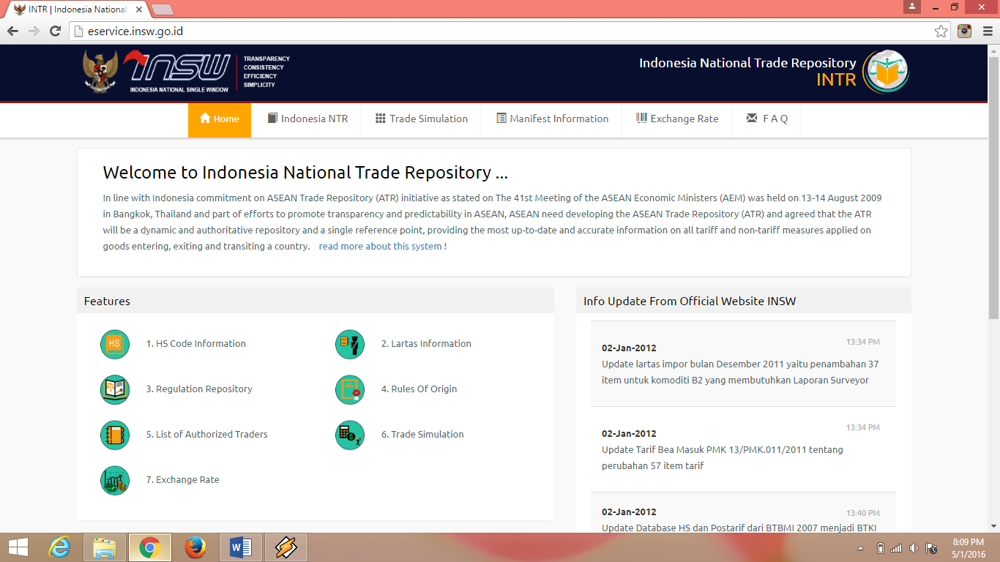 INTR | Indonesia National
eservice.insw.go.id
INSW
INDONESIA NATIONAL SINGLE WINDOW
TRANSPARENCY
CONSISTENCY
EFFICIENCY
SIMPLICITY
Indonesia National Trade Repository
INTR
Home
Indonesia NTR
Trade Simulation
Manifest Information
Exchange Rate
F A Q
Welcome to Indonesia National Trade Repository ...
In line with Indonesia commitment on ASEAN Trade Repository (ATR) initiative as stated on The 41st Meeting of the ASEAN Economic Ministers (AEM) was held on 13-14 August 2009
in Bangkok, Thailand and part of efforts to promote transparency and predictability in ASEAN, ASEAN need developing the ASEAN Trade Repository (ATR) and agreed that the ATR
will be a dynamic and authoritative repository and a single reference point, providing the most up-to-date and accurate information on all tariff and non-tariff measures applied on
goods entering, exiting and transiting a country. read more about this system !
Features
HS
1. HS Code Information
2. Lartas Information
3. Regulation Repository
4. Rules Of Origin
5. List of Authorized Traders
6. Trade Simulation
7. Exchange Rate
Info Update From Official Website INSW
13:34 PM
02-Jan-2012
Update lartas impor bulan Desember 2011 yaitu penambahan 37
item untuk komoditi B2 yang membutuhkan Laporan Surveyor
13:34 PM
02-Jan-2012
Update Tarif Bea Masuk PMK 13/PMK.011/2011 tentang
perubahan 57 item tarif
02-Jan-2012
13:40 PM
Update Database HS dan Postarif dari BTBMI 2007 menjadi BTKI
8:09 PM
5/1/2016